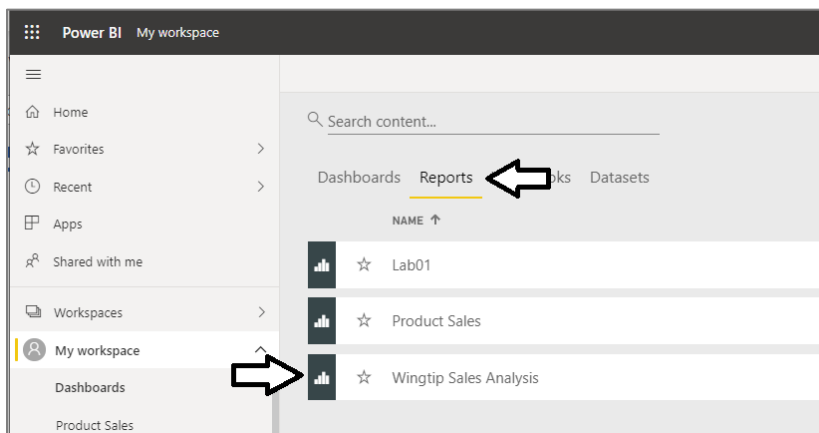 Power BI My workspace
Home
Favorites
Recent
Apps
Shared with me
Workspaces
My workspace
Dashboards
Product Sales
Search content...
Dashboards Reports Datasets
NAME
Lab01
Product Sales
Wingtip Sales Analysis